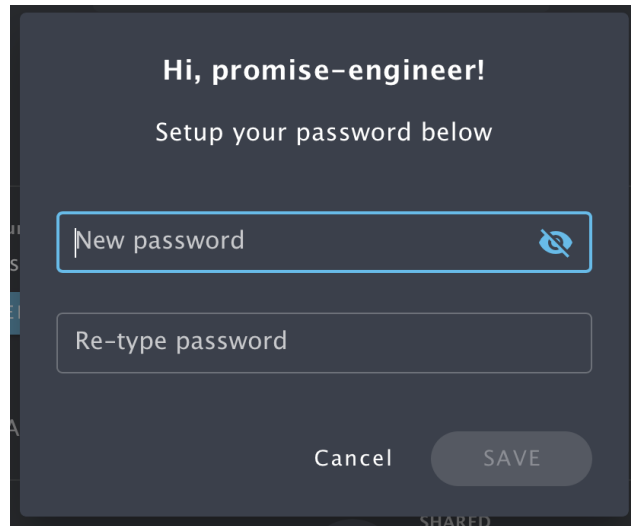 Hi, promise-engineer!
Setup your password below
New password
Re-type password
Cancel
SAVE
SHARED